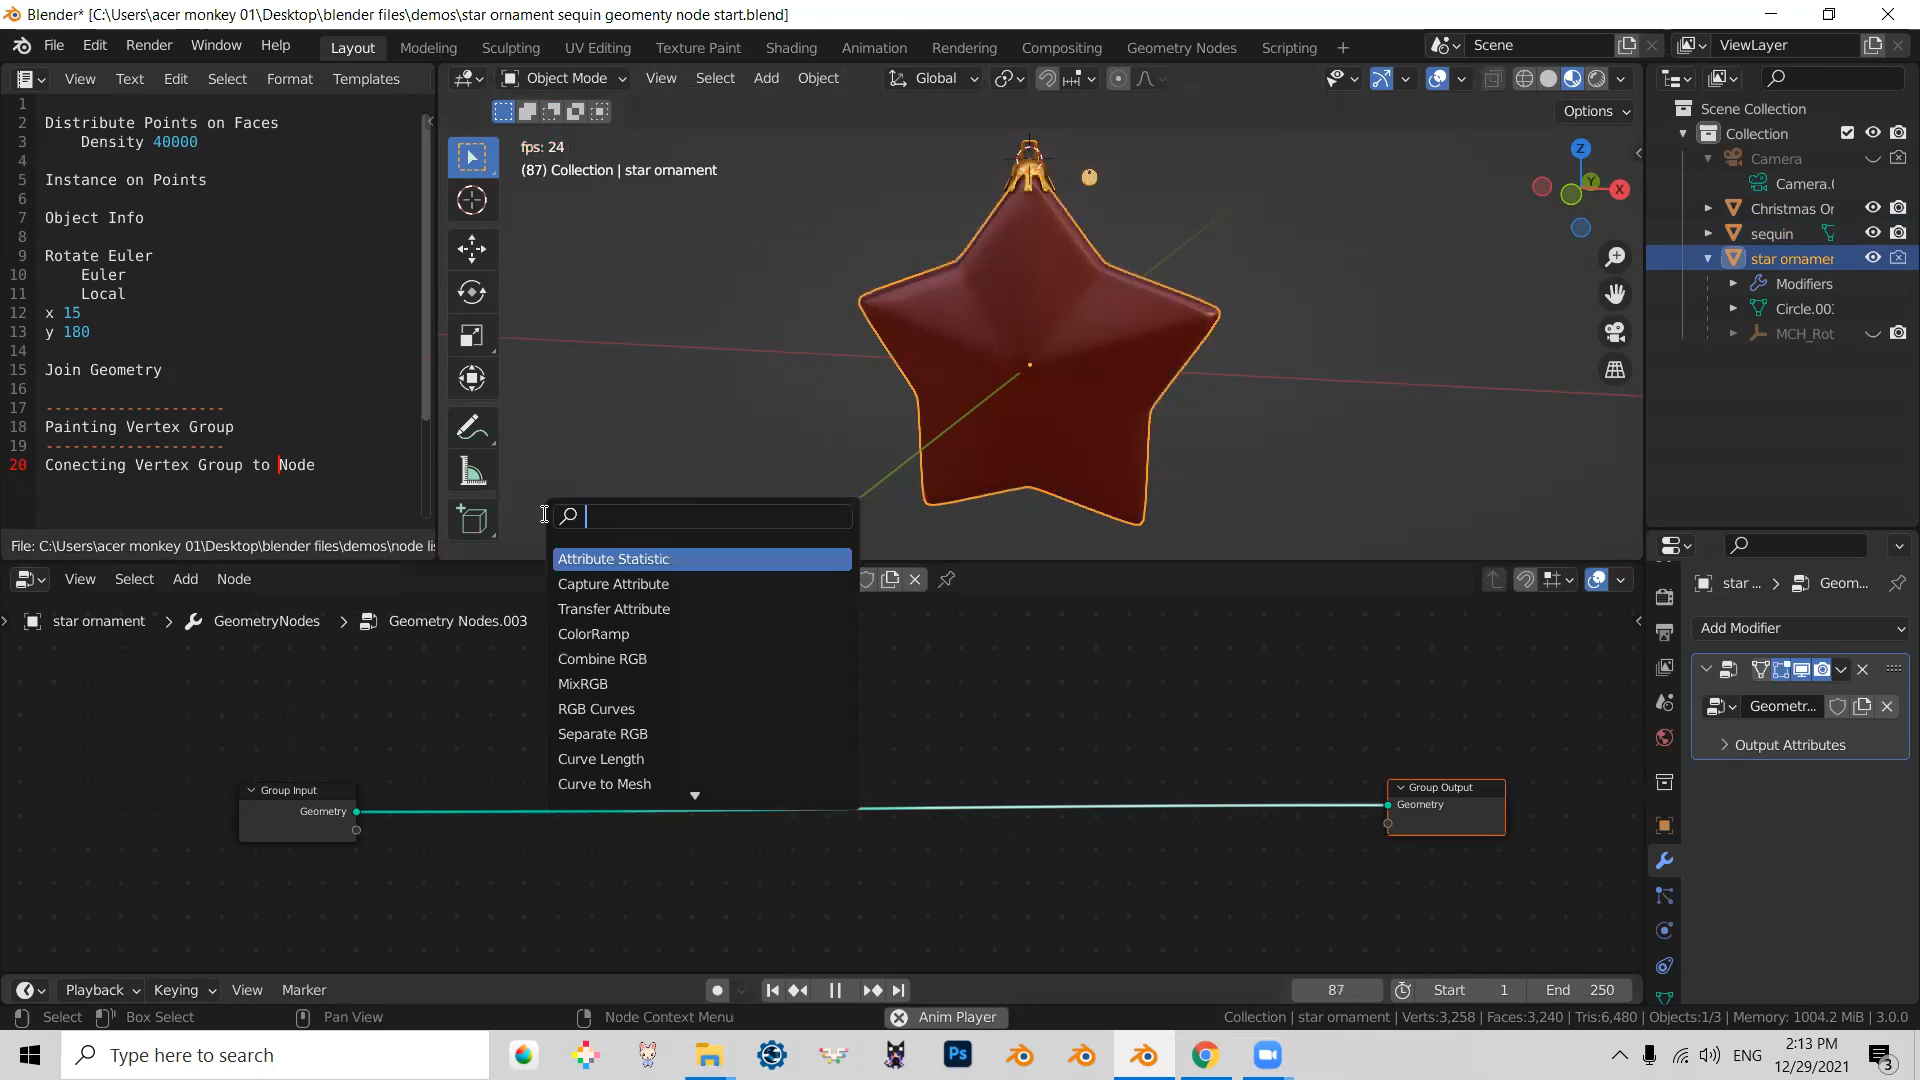 Blender* [C:\Users\acer monkey 01\Desktop\blender files\demos\star ornament sequin geomenty node start.blend]
File Edit Render Window Help
Layout Modeling Sculpting UV Editing Texture Paint Shading Animation Rendering Compositing Geometry Nodes Scripting +
Scene
ViewLayer
View Text Edit Select Format Templates
Object Mode View Select Add Object
Global
Options
1
2 Distribute Points on Faces
3 Density 40000
4
5 Instance on Points
6
7 Object Info
8
9 Rotate Euler
10 Euler
11 Local
12 x 15
13 y 180
14
15 Join Geometry
16
17 --------------------
18 Painting Vertex Group
19 --------------------
20 Conecting Vertex Group to Node
File: C:\Users\acer monkey 01\Desktop\blender files\demos\node li
fps: 24
(87) Collection | star ornament
Z
Y
X
Scene Collection
Collection
Camera
Camera.(
Christmas Or
sequin
star ornamer
Modifiers
Circle.00
MCH_Rot
Attribute Statistic
Capture Attribute
Transfer Attribute
ColorRamp
Combine RGB
MixRGB
RGB Curves
Separate RGB
Curve Length
Curve to Mesh
View Select Add Node
star ornament > GeometryNodes > Geometry Nodes.003
Group Input
Geometry
Group Output
Geometry
star ... > Geom...
Add Modifier
Geometr...
Output Attributes
Playback Keying View Marker
87
Start 1
End 250
Select Box Select Pan View Node Context Menu
Anim Player
Collection | star ornament | Verts:3,258 | Faces:3,240 | Tris:6,480 | Objects:1/3 | Memory: 1004.2 MiB | 3.0.0
Type here to search
Ps
ENG
2:13 PM
12/29/2021
3